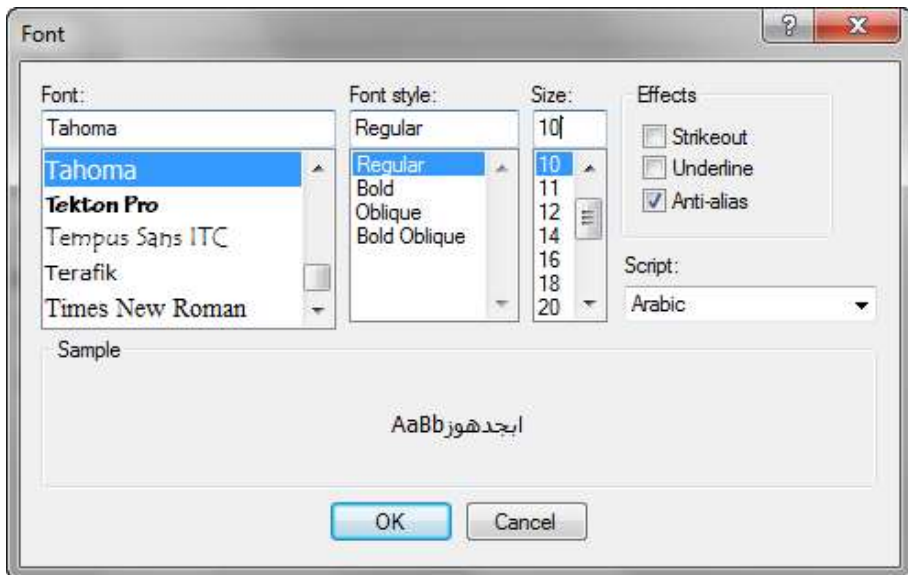 Font
Font:
Tahoma
Tahoma
Tekton Pro
Tempus Sans ITC
Terafik
Times New Roman
Font style:
Regular
Regular
Bold
Oblique
Bold Oblique
Size:
10
10
11
12
14
16
18
20
Effects
Strikeout
Underline
Anti-alias
Script:
Arabic
Sample
AaBbابجدهوز
OK
Cancel